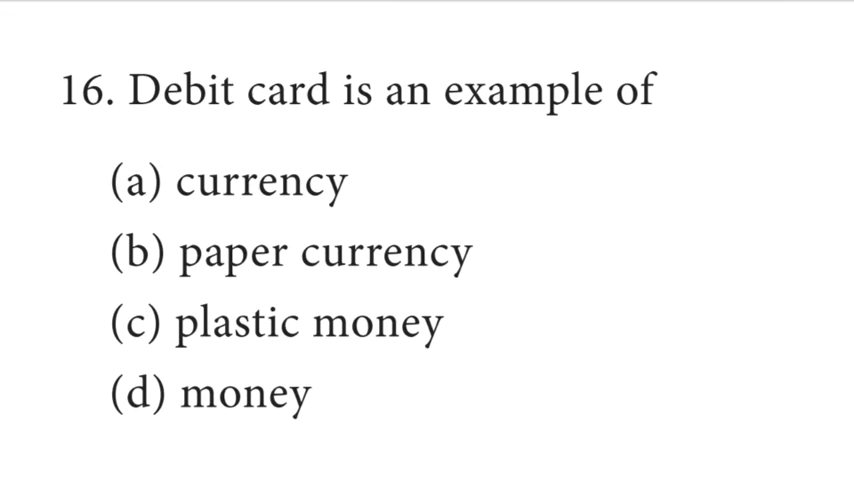 16. Debit card is an example of
(a) currency
(b) paper currency
(c) plastic money
(d) money